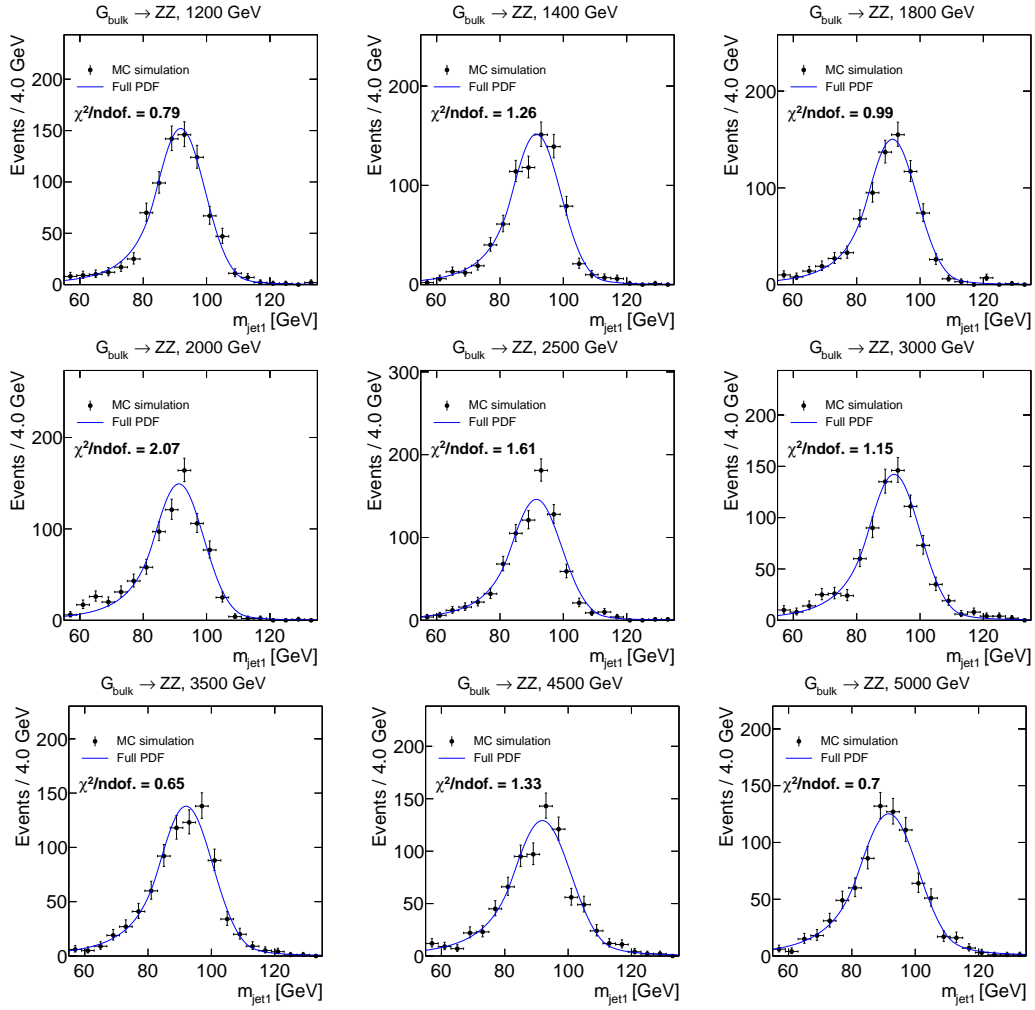 G_bulk → ZZ, 1200 GeV
Events / 4.0 GeV
200
150
100
50
0
MC simulation
Full PDF
χ²/ndof. = 0.79
60 80 100 120
m_jet1 [GeV]
G_bulk → ZZ, 1400 GeV
Events / 4.0 GeV
200
100
0
MC simulation
Full PDF
χ²/ndof. = 1.26
60 80 100 120
m_jet1 [GeV]
G_bulk → ZZ, 1800 GeV
Events / 4.0 GeV
200
100
0
MC simulation
Full PDF
χ²/ndof. = 0.99
60 80 100 120
m_jet1 [GeV]
G_bulk → ZZ, 2000 GeV
Events / 4.0 GeV
200
100
0
MC simulation
Full PDF
χ²/ndof. = 2.07
60 80 100 120
m_jet1 [GeV]
G_bulk → ZZ, 2500 GeV
Events / 4.0 GeV
300
200
100
0
MC simulation
Full PDF
χ²/ndof. = 1.61
60 80 100 120
m_jet1 [GeV]
G_bulk → ZZ, 3000 GeV
Events / 4.0 GeV
200
150
100
50
0
MC simulation
Full PDF
χ²/ndof. = 1.15
60 80 100 120
m_jet1 [GeV]
G_bulk → ZZ, 3500 GeV
Events / 4.0 GeV
200
150
100
50
0
MC simulation
Full PDF
χ²/ndof. = 0.65
60 80 100 120
m_jet1 [GeV]
G_bulk → ZZ, 4500 GeV
Events / 4.0 GeV
200
150
100
50
0
MC simulation
Full PDF
χ²/ndof. = 1.33
60 80 100 120
m_jet1 [GeV]
G_bulk → ZZ, 5000 GeV
Events / 4.0 GeV
200
150
100
50
0
MC simulation
Full PDF
χ²/ndof. = 0.7
60 80 100 120
m_jet1 [GeV]